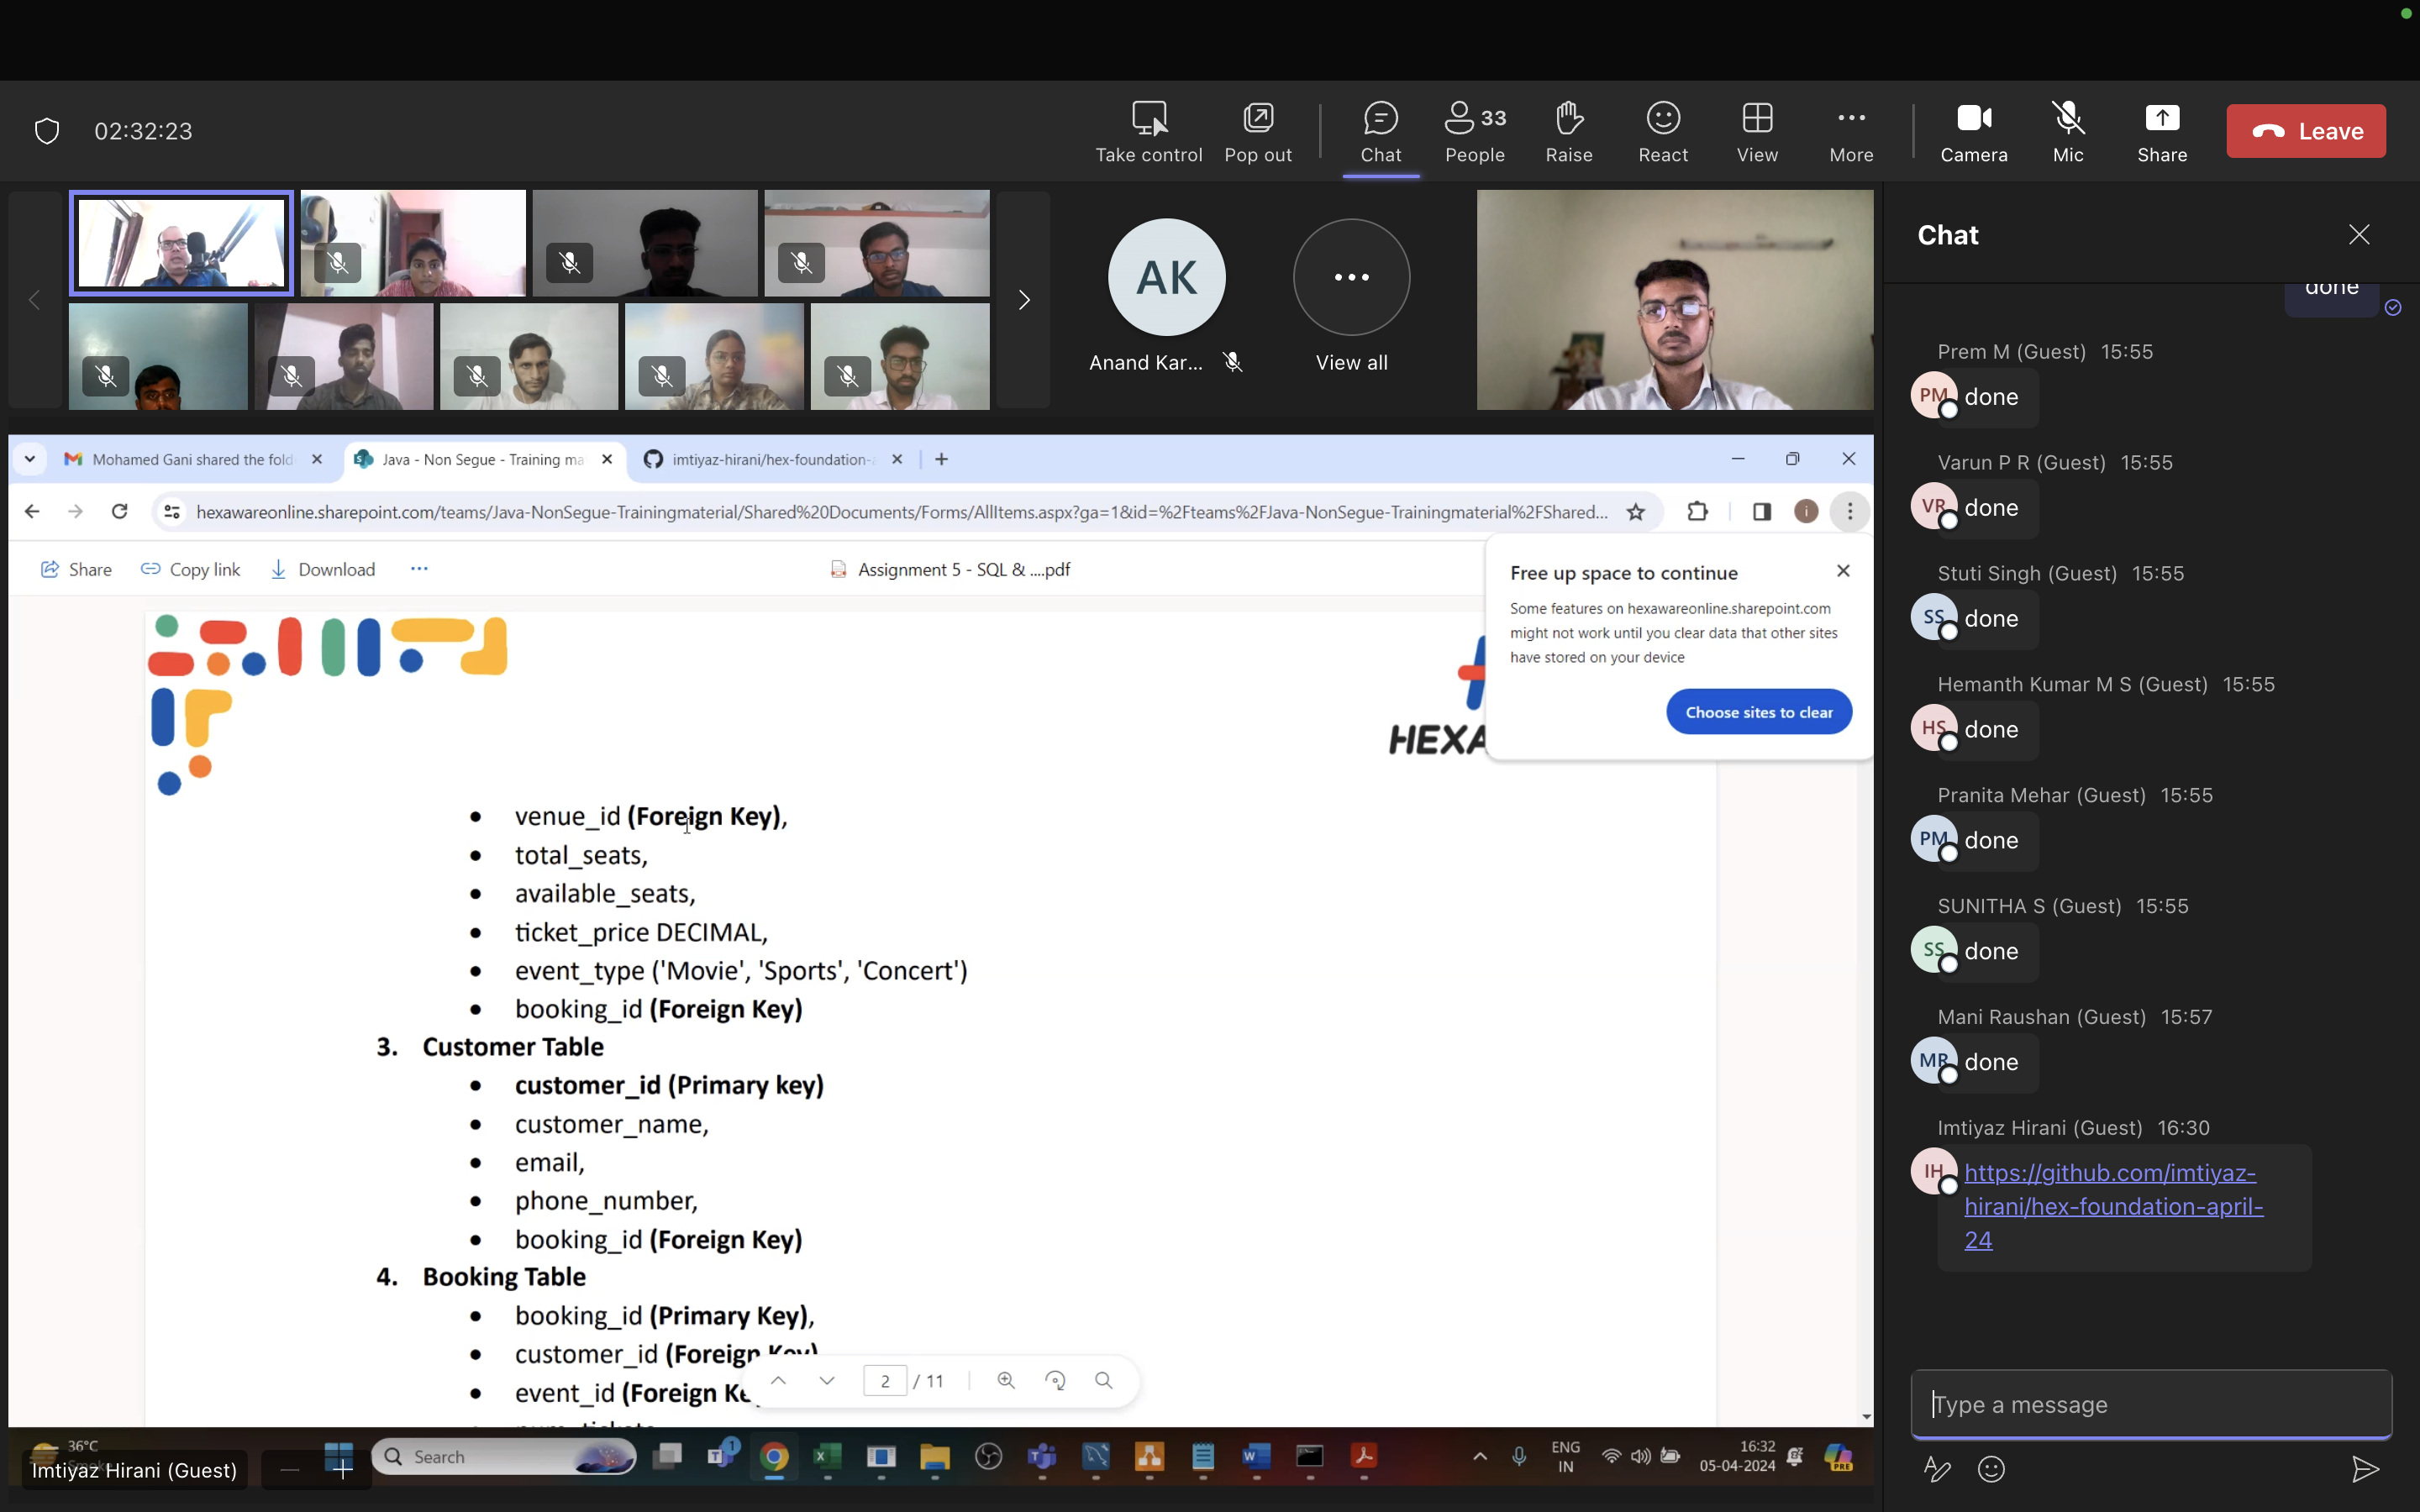 02:32:23
Take control
Pop out
Chat
33
People
Raise
React
View
More
Camera
Mic
Share
Leave
AK
Anand Kar...
View all
Chat
done
Prem M (Guest) 15:55
PM
done
Varun P R (Guest) 15:55
VR
done
Stuti Singh (Guest) 15:55
SS
done
Hemanth Kumar M S (Guest) 15:55
HS
done
Pranita Mehar (Guest) 15:55
PM
done
SUNITHA S (Guest) 15:55
SS
done
Mani Raushan (Guest) 15:57
MR
done
Imtiyaz Hirani (Guest) 16:30
IH
https://github.com/imtiyaz-
hirani/hex-foundation-april-
24
Type a message
Mohamed Gani shared the fold
Java - Non Segue - Training ma
imtiyaz-hirani/hex-foundation-a
hexawareonline.sharepoint.com/teams/Java-NonSegue-Trainingmaterial/Shared%20Documents/Forms/AllItems.aspx?ga=1&id=%2Fteams%2FJava-NonSegue-Trainingmaterial%2FShared...
i
Share
Copy link
Download
Assignment 5 - SQL & ....pdf
Free up space to continue
Some features on hexawareonline.sharepoint.com
might not work until you clear data that other sites
have stored on your device
Choose sites to clear
HEXA
• venue_id (Foreign Key),
• total_seats,
• available_seats,
• ticket_price DECIMAL,
• event_type ('Movie', 'Sports', 'Concert')
• booking_id (Foreign Key)
3. Customer Table
• customer_id (Primary key)
• customer_name,
• email,
• phone_number,
• booking_id (Foreign Key)
4. Booking Table
• booking_id (Primary Key),
• customer_id (Foreign Key)
• event_id (Foreign Ke
2 / 11
36°C
Imtiyaz Hirani (Guest)
Search
1
ENG
IN
16:32
05-04-2024
PRE